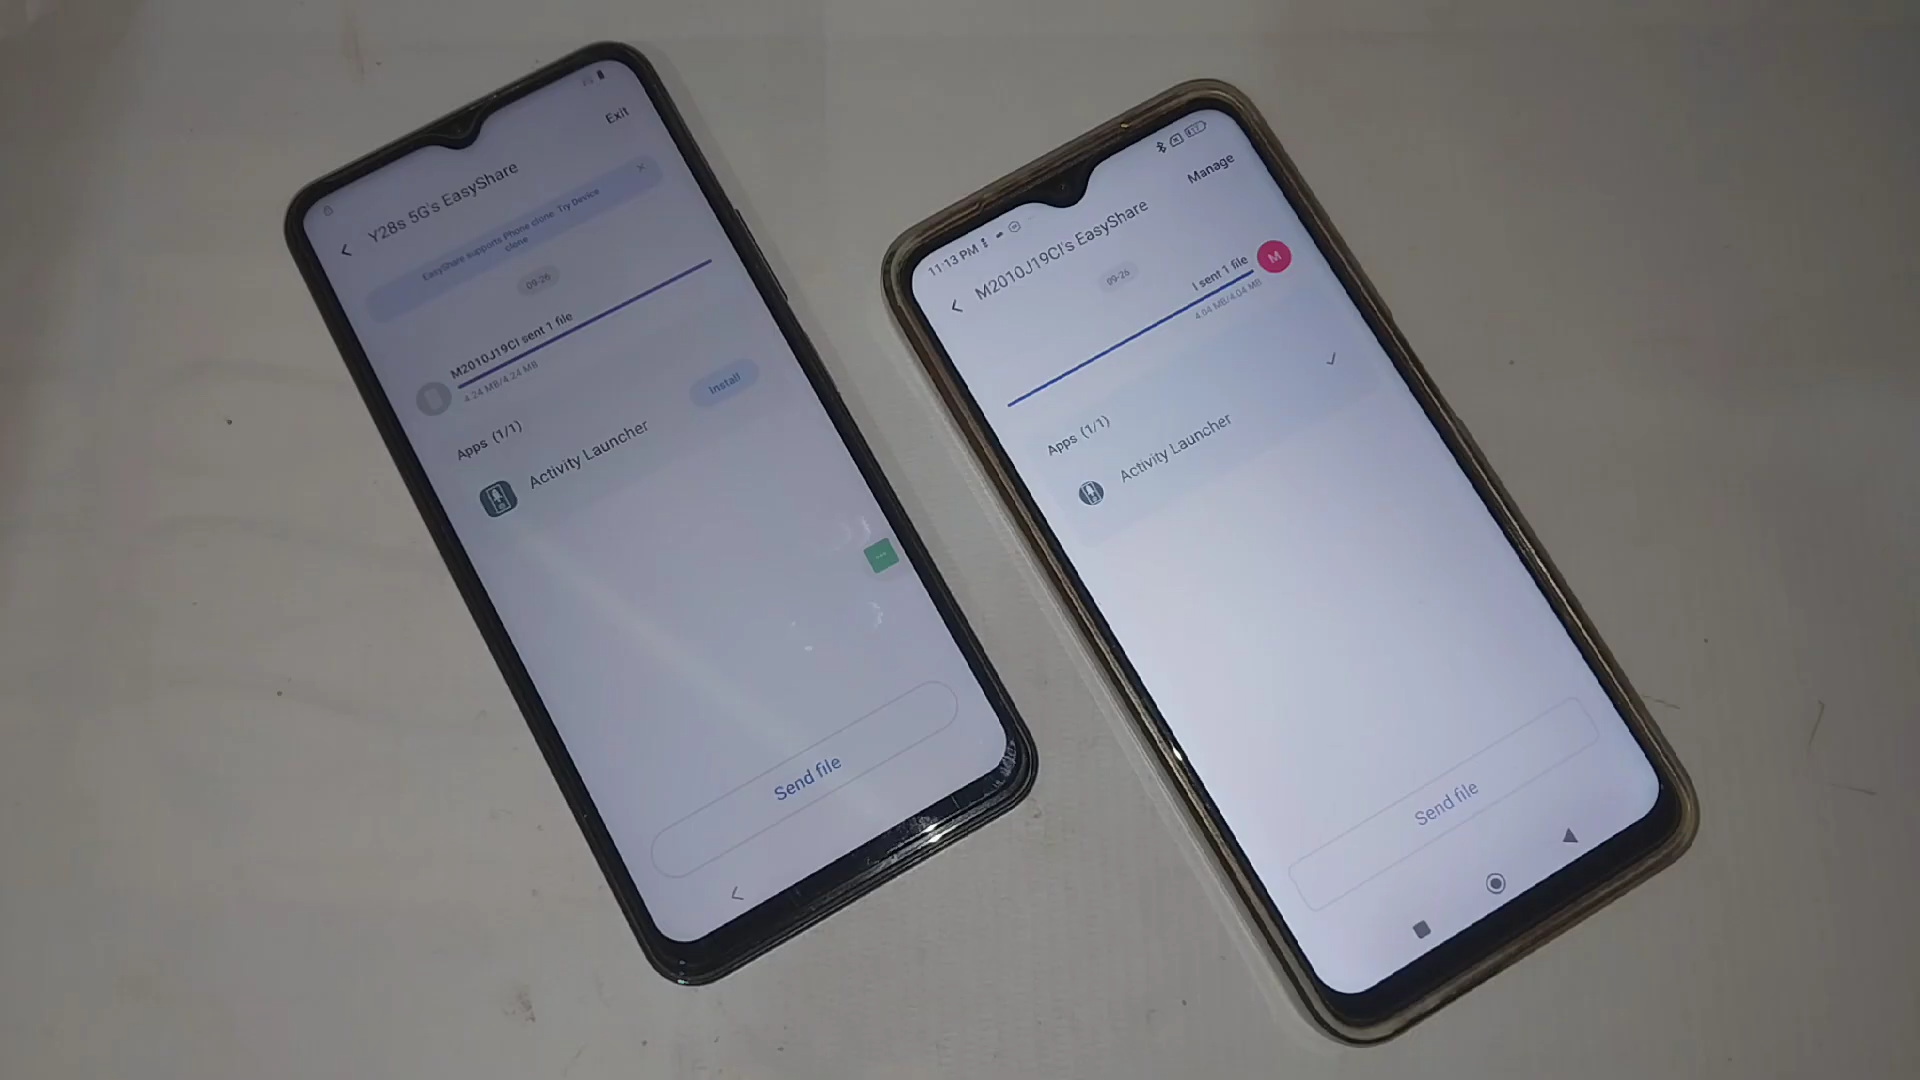 Exit
Y28s 5G's EasyShare
EasyShare supports Phone clone. Try Device
clone
09-26
M2010J19CI sent 1 file
4.24 MB/4.24 MB
Install
Apps (1/1)
Activity Launcher
Send file
11:13 PM
Manage
M2010J19CI's EasyShare
09-26
I sent 1 file
M
4.04 MB/4.04 MB
Apps (1/1)
Activity Launcher
Send file